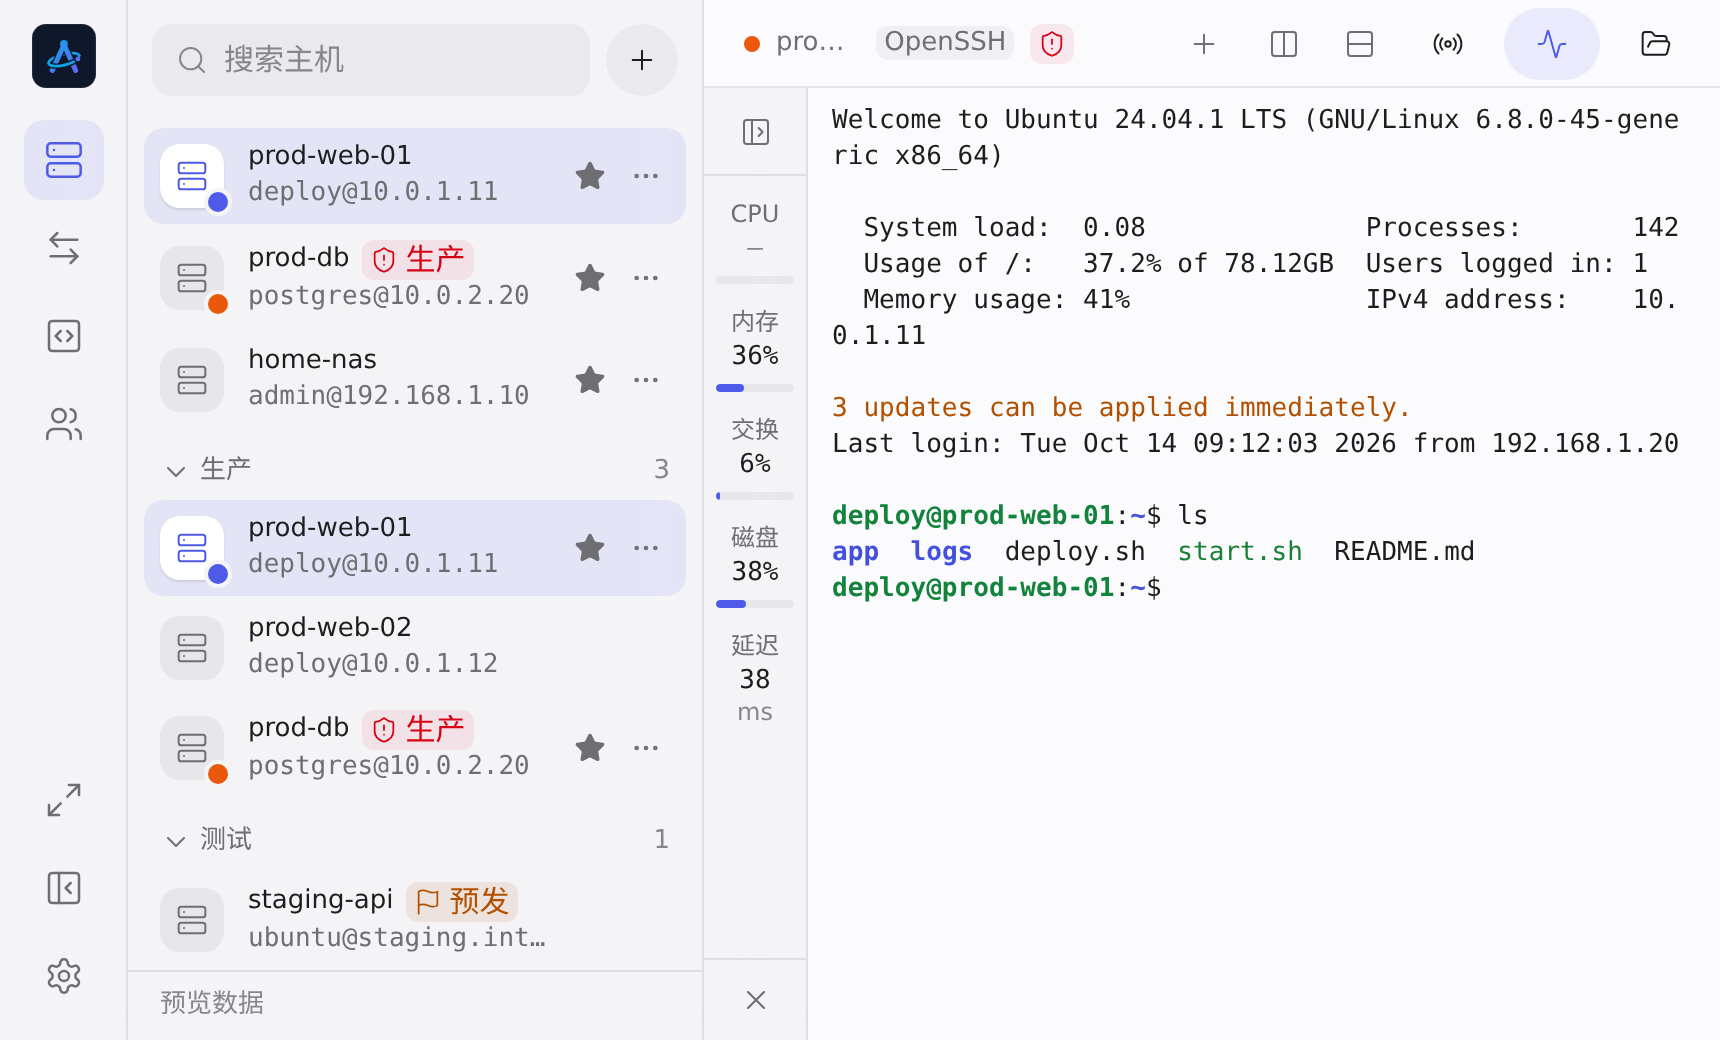 搜索主机
prod-web-01
deploy@10.0.1.11
prod-db 生产
postgres@10.0.2.20
home-nas
admin@192.168.1.10
生产 3
prod-web-01
deploy@10.0.1.11
prod-web-02
deploy@10.0.1.12
prod-db 生产
postgres@10.0.2.20
测试 1
staging-api 预发
ubuntu@staging.int…
预览数据
pro… OpenSSH
CPU
—
内存
36%
交换
6%
磁盘
38%
延迟
38
ms
Welcome to Ubuntu 24.04.1 LTS (GNU/Linux 6.8.0-45-gene
ric x86_64)
System load: 0.08 Processes: 142
Usage of /: 37.2% of 78.12GB Users logged in: 1
Memory usage: 41% IPv4 address: 10.
0.1.11
3 updates can be applied immediately.
Last login: Tue Oct 14 09:12:03 2026 from 192.168.1.20
deploy@prod-web-01:~$ ls
app logs deploy.sh start.sh README.md
deploy@prod-web-01:~$